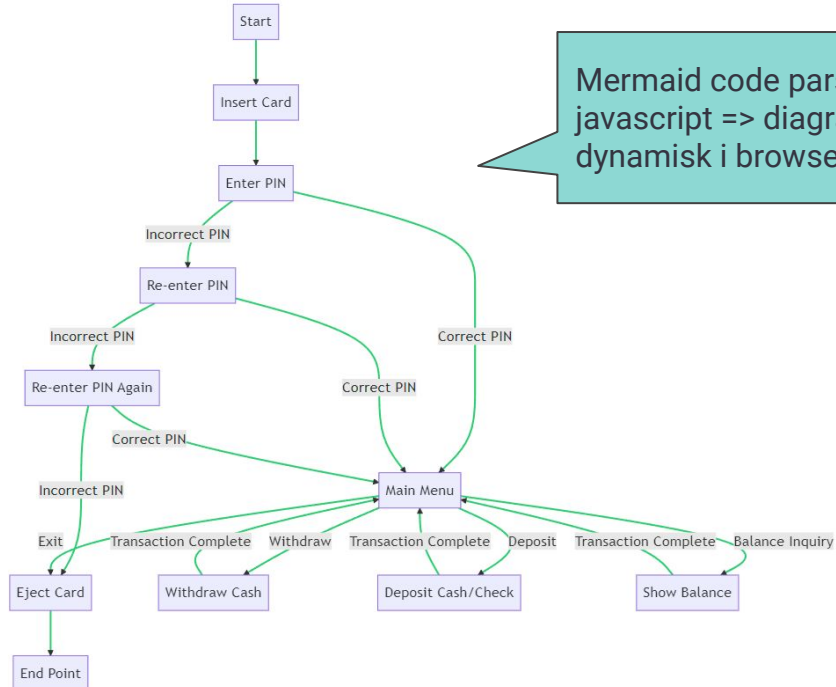 Start
Mermaid code pars
javascript => diagra
dynamisk i browse
Insert Card
Enter PIN
Incorrect PIN
Re-enter PIN
Incorrect PIN
Correct PIN
Re-enter PIN Again
Correct PIN
Correct PIN
Incorrect PIN
Main Menu
Exit
Transaction Complete
Withdraw
Transaction Complete
Deposit
Transaction Complete
Balance Inquiry
Eject Card
Withdraw Cash
Deposit Cash/Check
Show Balance
End Point